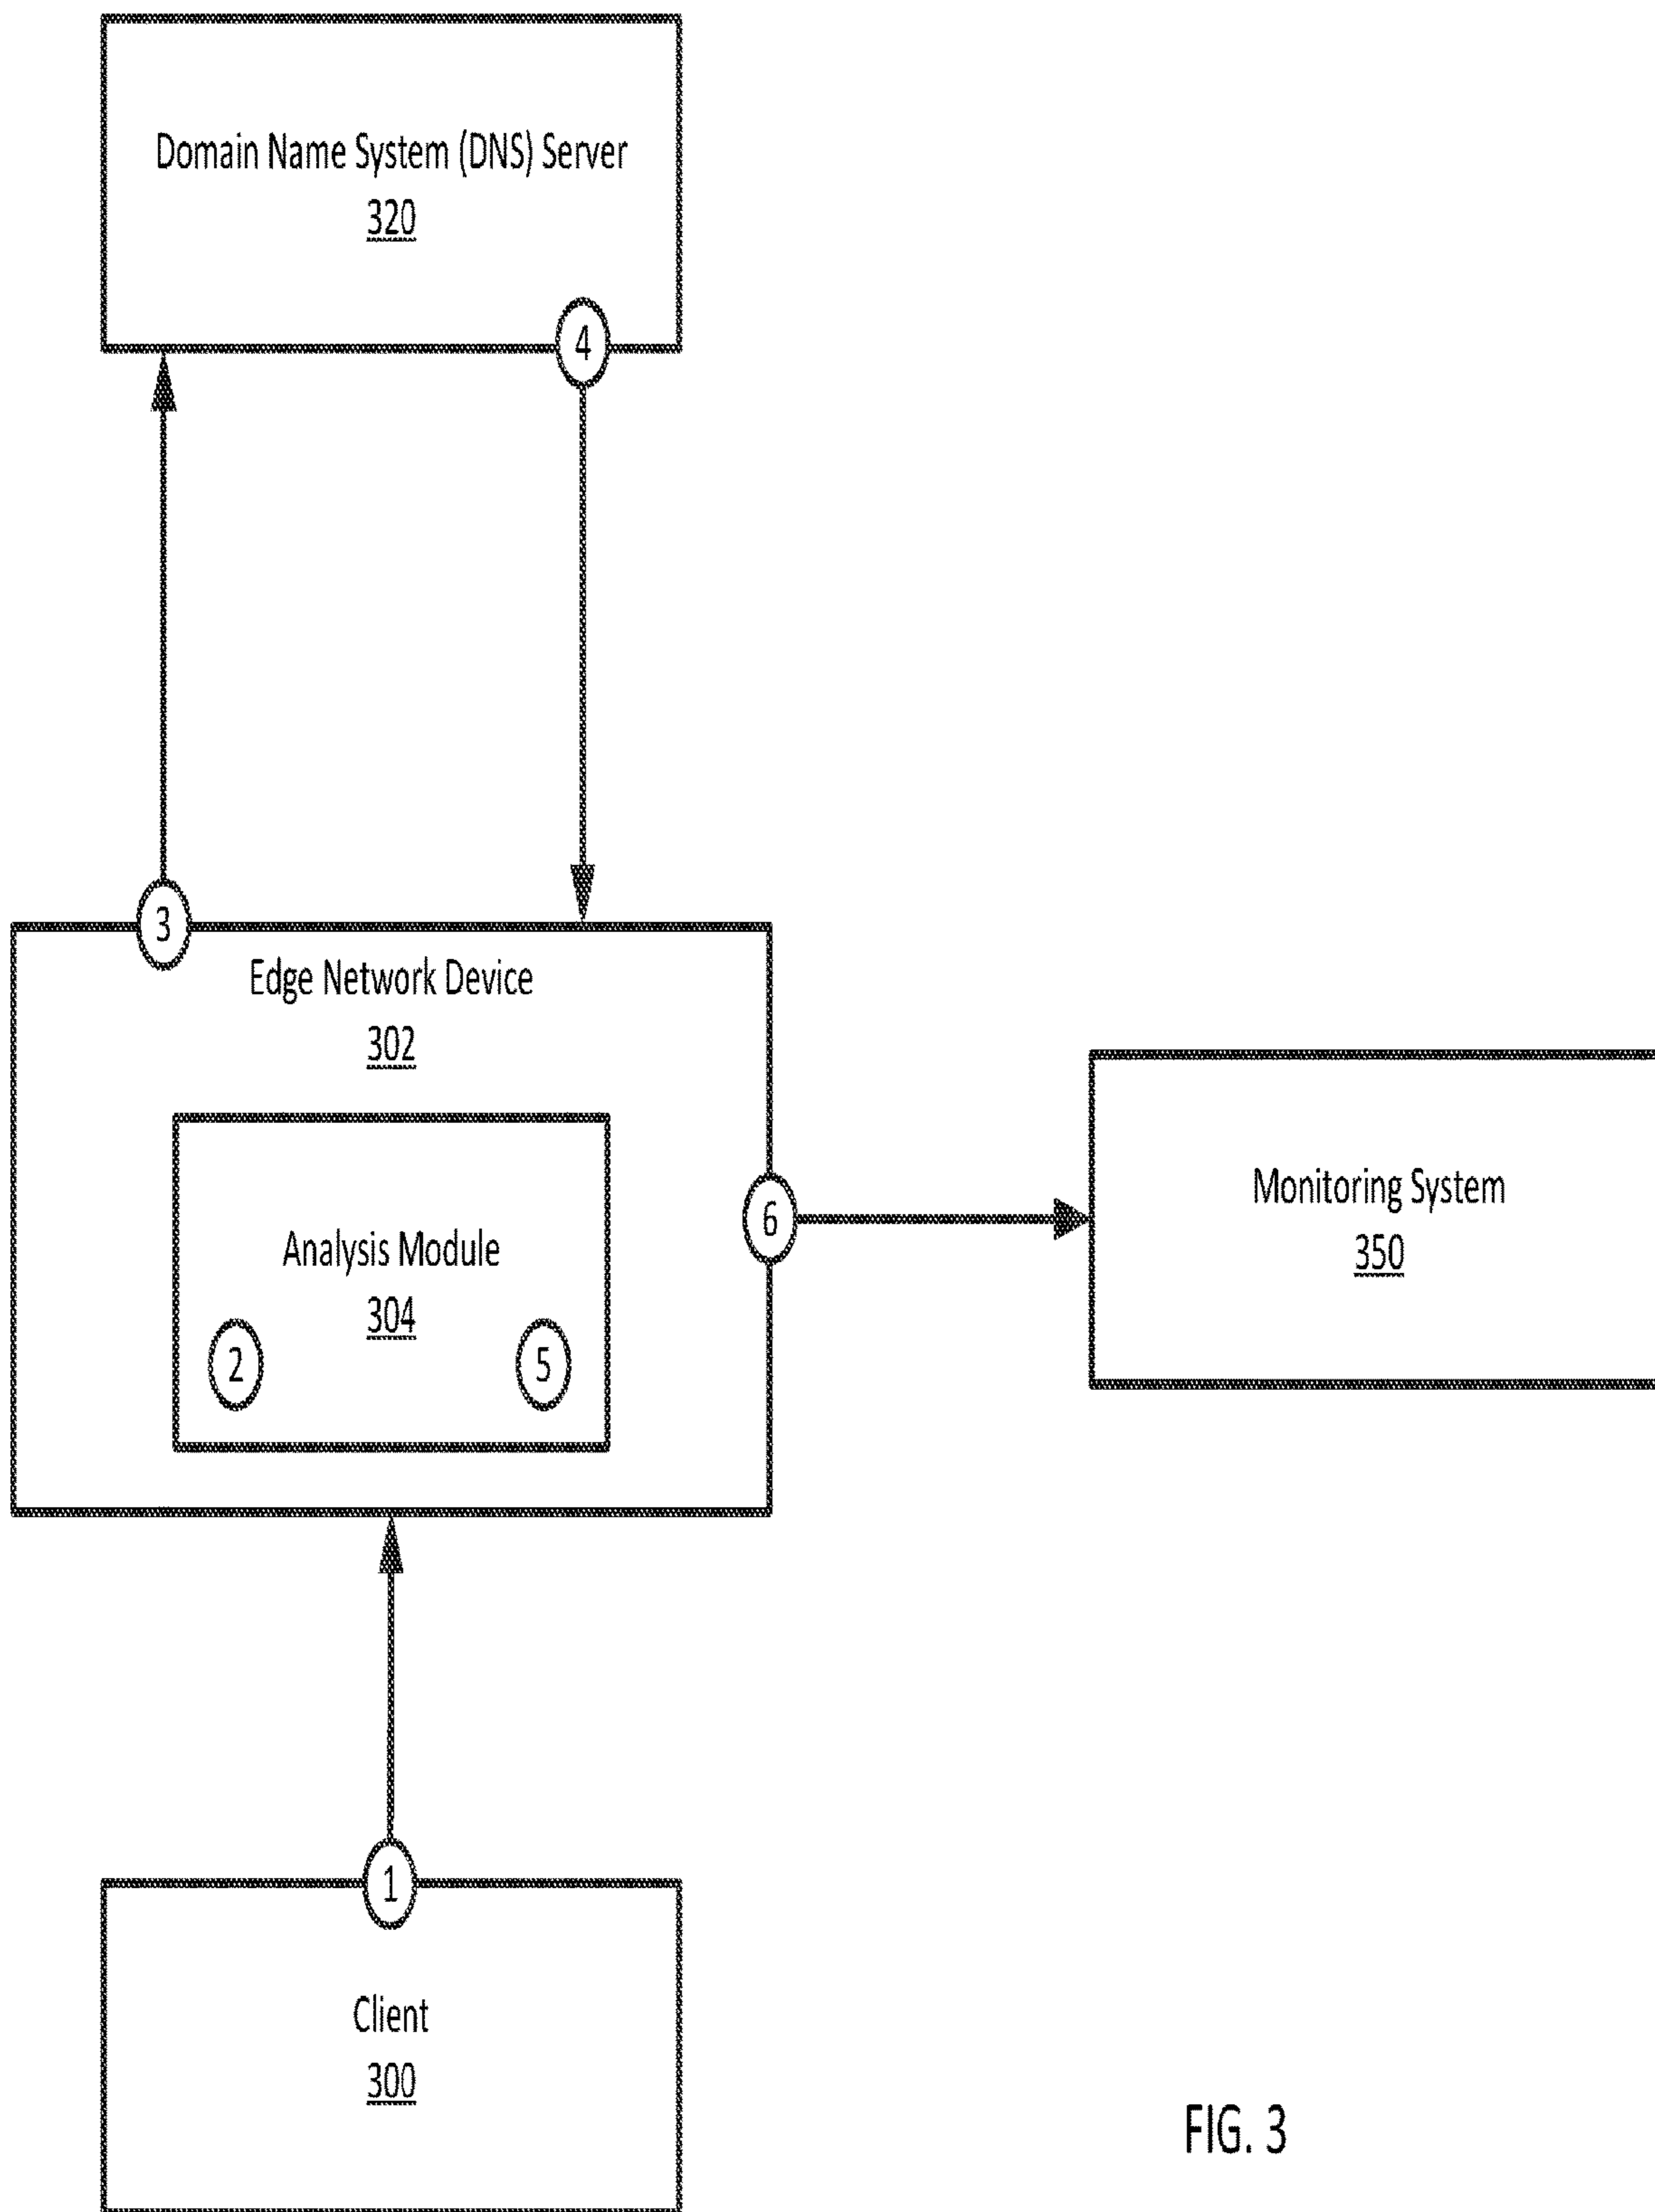 Domain Name System (DNS) Server
320
4
3
Edge Network Device
302
6
Monitoring System
350
Analysis Module
304
2
5
1
Client
300
FIG. 3